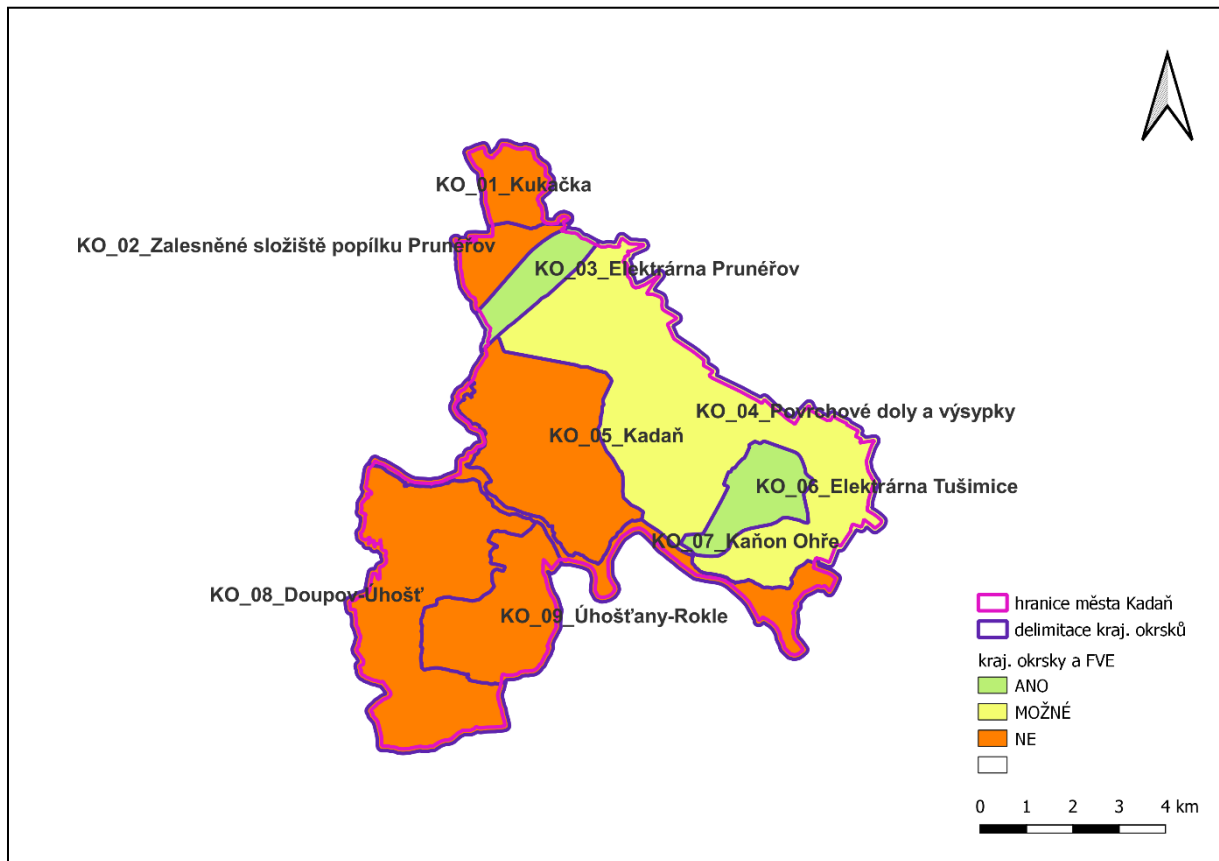 KO_01_Kukačka
KO_02_Zalesněné složiště popílku Prunéřov
KO_03_Elektrárna Prunéřov
KO_04_Povrchové doly a výsypky
KO_05_Kadaň
KO_06_Elektrárna Tušimice
KO_07_Kaňon Ohře
KO_08_Doupov-Úhošť
KO_09_Úhošťany-Rokle
hranice města Kadaň
delimitace kraj. okrsků
kraj. okrsky a FVE
ANO
MOŽNÉ
NE
0 1 2 3 4 km